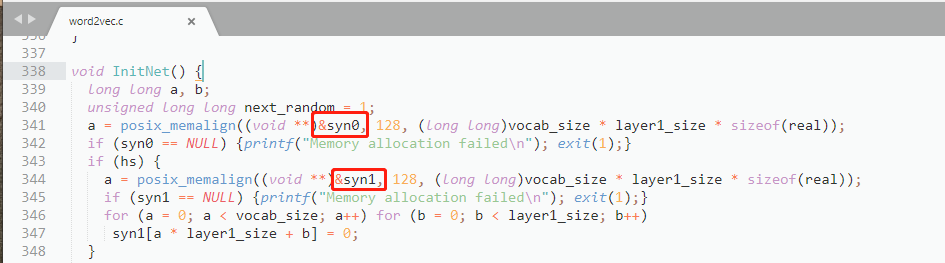 word2vec.c ×
336 }
337
338 void InitNet() {
339 long long a, b;
340 unsigned long long next_random = 1;
341 a = posix_memalign((void **)&syn0, 128, (long long)vocab_size * layer1_size * sizeof(real));
342 if (syn0 == NULL) {printf("Memory allocation failed\n"); exit(1);}
343 if (hs) {
344 a = posix_memalign((void **)&syn1, 128, (long long)vocab_size * layer1_size * sizeof(real));
345 if (syn1 == NULL) {printf("Memory allocation failed\n"); exit(1);}
346 for (a = 0; a < vocab_size; a++) for (b = 0; b < layer1_size; b++)
347 syn1[a * layer1_size + b] = 0;
348 }